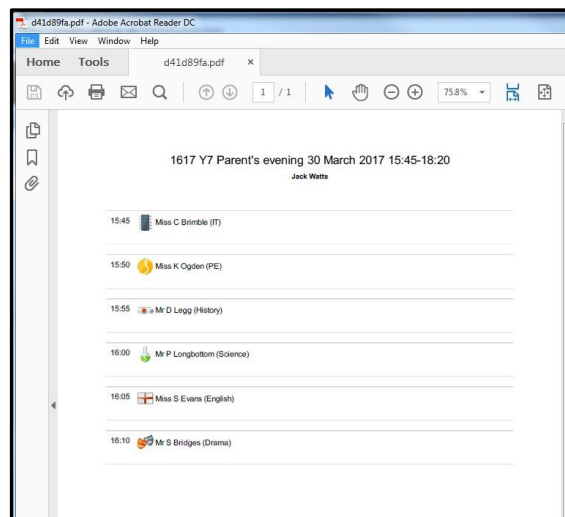 d41d89fa.pdf - Adobe Acrobat Reader DC
File Edit View Window Help
Home Tools d41d89fa.pdf ×
1 / 1 75.8%
1617 Y7 Parent's evening 30 March 2017 15:45-18:20
Jack Watts
15:45 Miss C Brimble (IT)
15:50 Miss K Ogden (PE)
15:55 Mr D Legg (History)
16:00 Mr P Longbottom (Science)
16:05 Miss S Evans (English)
16:10 Mr S Bridges (Drama)